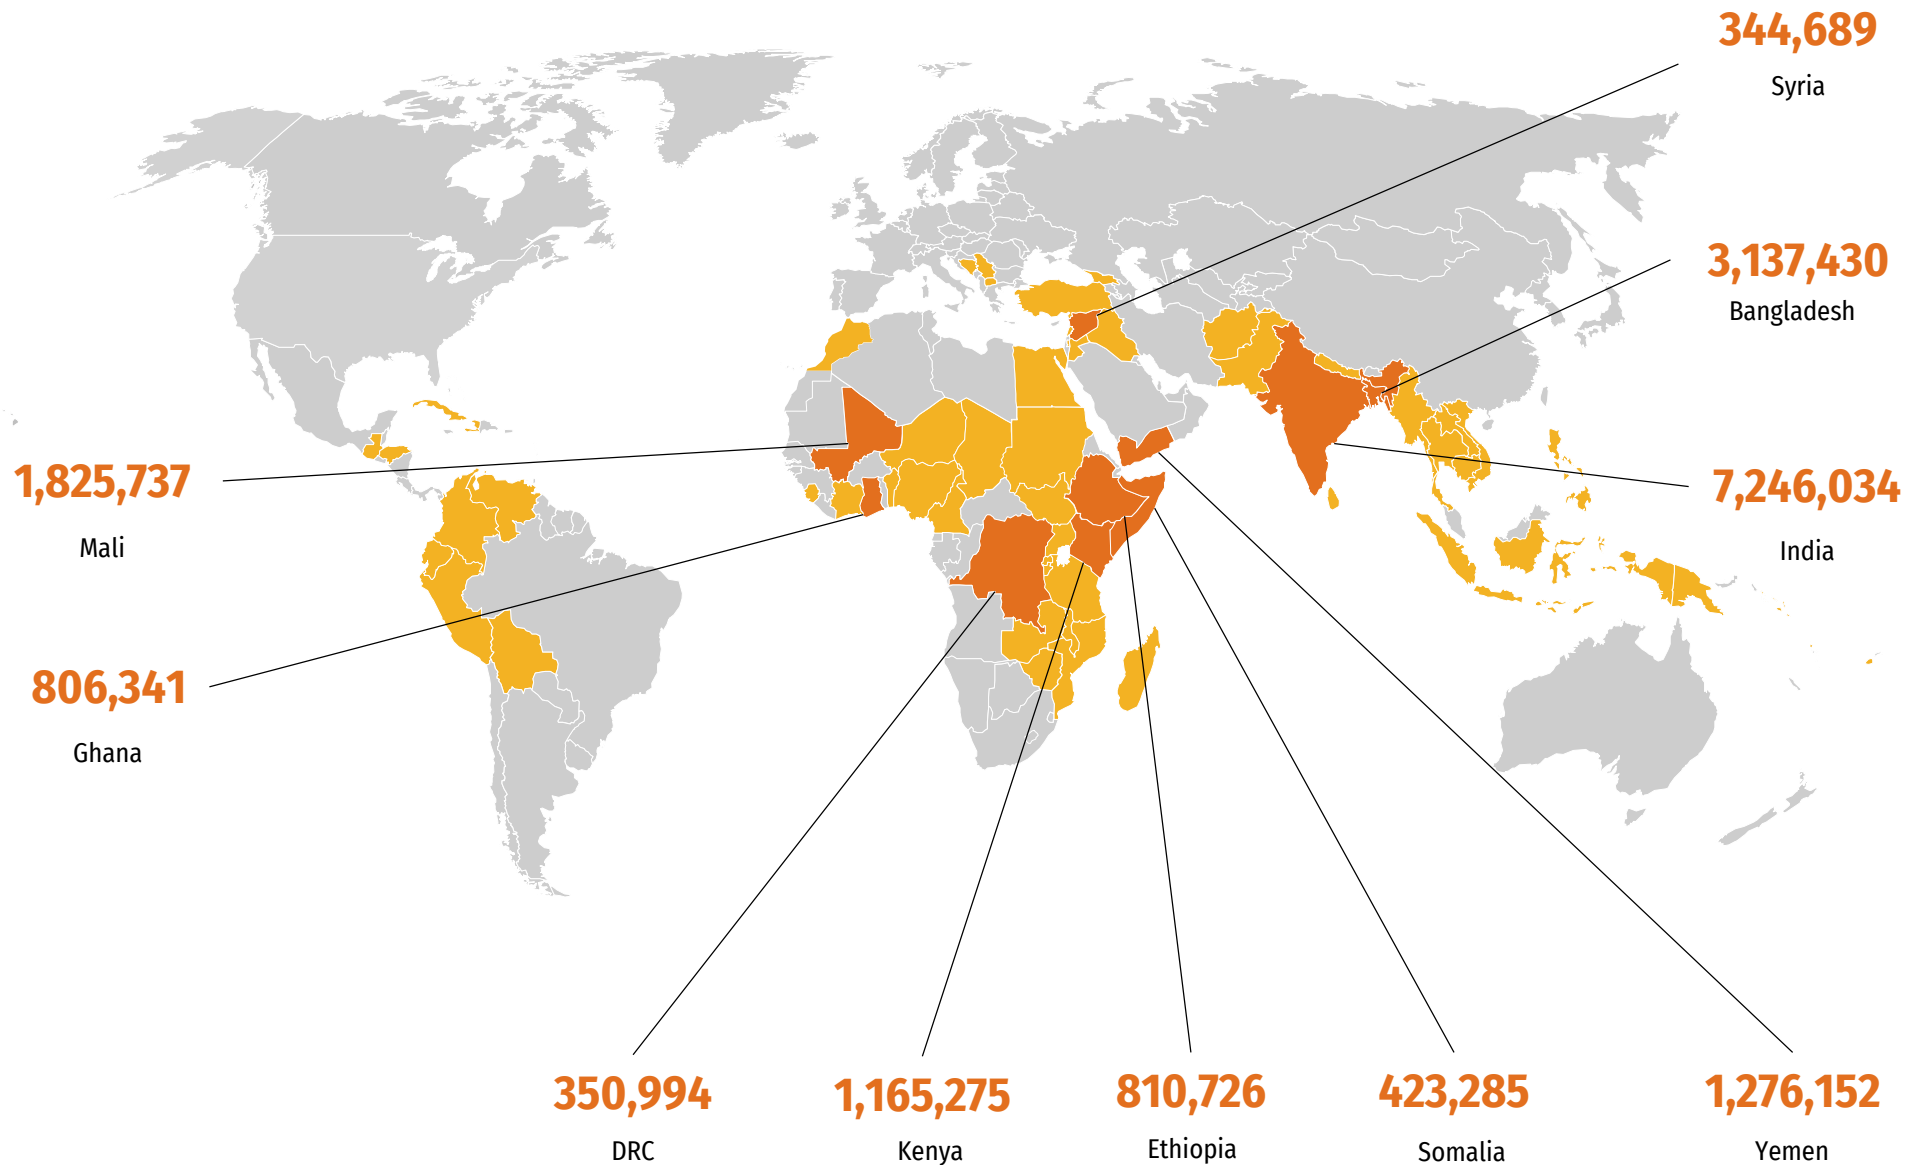 344,689
Syria
3,137,430
Bangladesh
1,825,737
Mali
7,246,034
India
806,341
Ghana
350,994
DRC
1,165,275
Kenya
810,726
Ethiopia
423,285
Somalia
1,276,152
Yemen